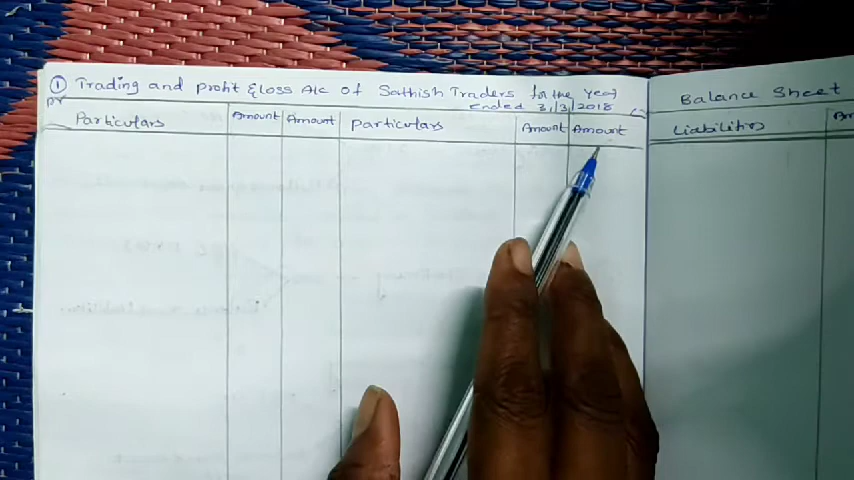 ① Trading and Profit & Loss A/c of Sathish Traders for the year
ended 31/3/2018
Dr
Particulars Amount Amount Particulars Amount Amount
Balance Sheet
Liabilities